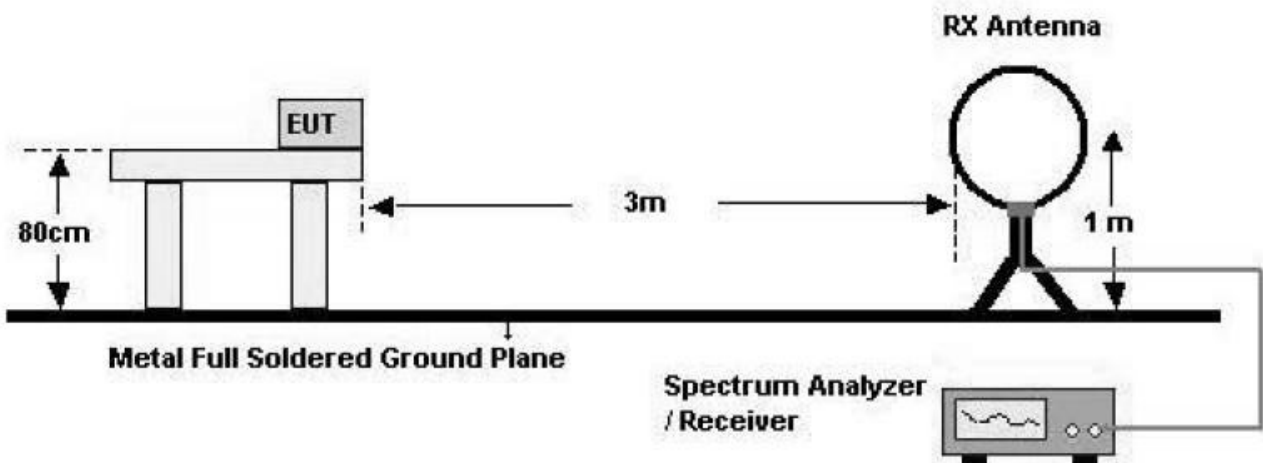 RX Antenna
EUT
80cm
3m
1 m
Metal Full Soldered Ground Plane
Spectrum Analyzer
/ Receiver